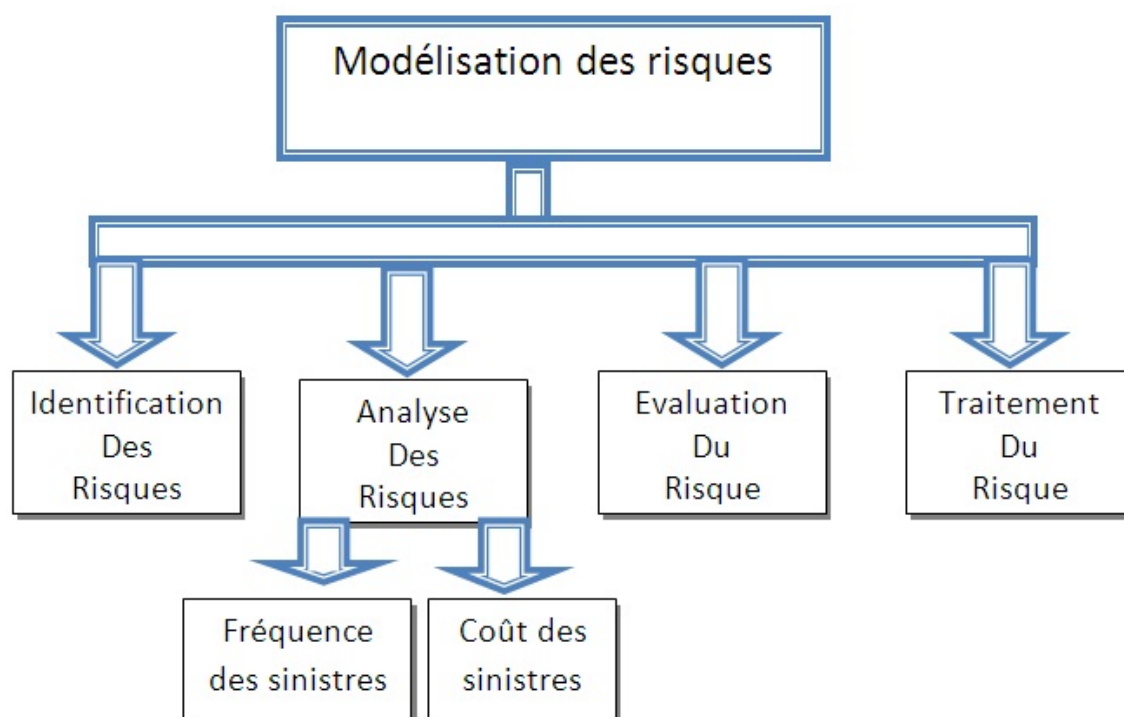 Modélisation des risques
Identification
Des
Risques
Analyse
Des
Risques
Evaluation
Du
Risque
Traitement
Du
Risque
Fréquence
des sinistres
Coût des
sinistres